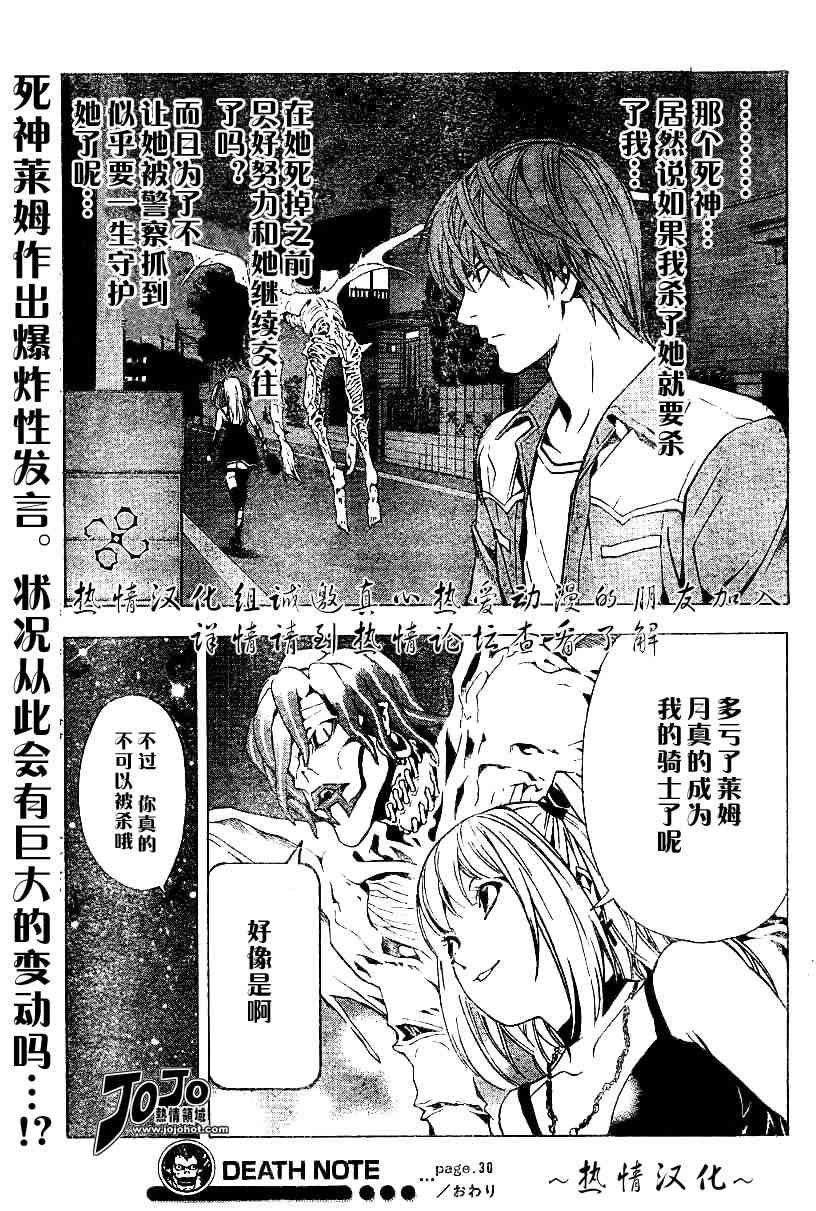 ………
那个死神…
居然说如果我杀了她就要杀
了我…
在她死掉之前
只好努力和她继续交往
了吗?
而且为了不
让她被警察抓到
似乎要一生守护
她了呢…
死神莱姆作出爆炸性发言。状况从此会有巨大的变动吗…!?
热情汉化组诚邀真心热爱动漫的朋友加入
详情请到热情论坛查看了解
多亏了莱姆
月真的成为
我的骑士了呢
好像是啊
不过 你真的
不可以被杀哦
JOJO
熱情領域
www.jojohot.com
DEATH NOTE
...page.30
/おわり
~热情汉化~